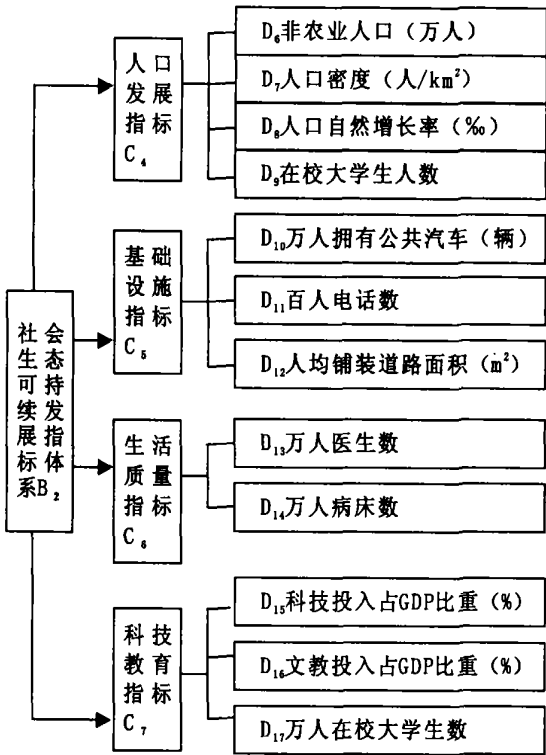 社会
生态
可持
续发
展指
标体
系B₂
人口
发展
指标
C₄
D₆非农业人口（万人）
D₇人口密度（人/km²）
D₈人口自然增长率（‰）
D₉在校大学生人数
基础
设施
指标
C₅
D₁₀万人拥有公共汽车（辆）
D₁₁百人电话数
D₁₂人均铺装道路面积（m²）
生活
质量
指标
C₆
D₁₃万人医生数
D₁₄万人病床数
科技
教育
指标
C₇
D₁₅科技投入占GDP比重（%）
D₁₆文教投入占GDP比重（%）
D₁₇万人在校大学生数